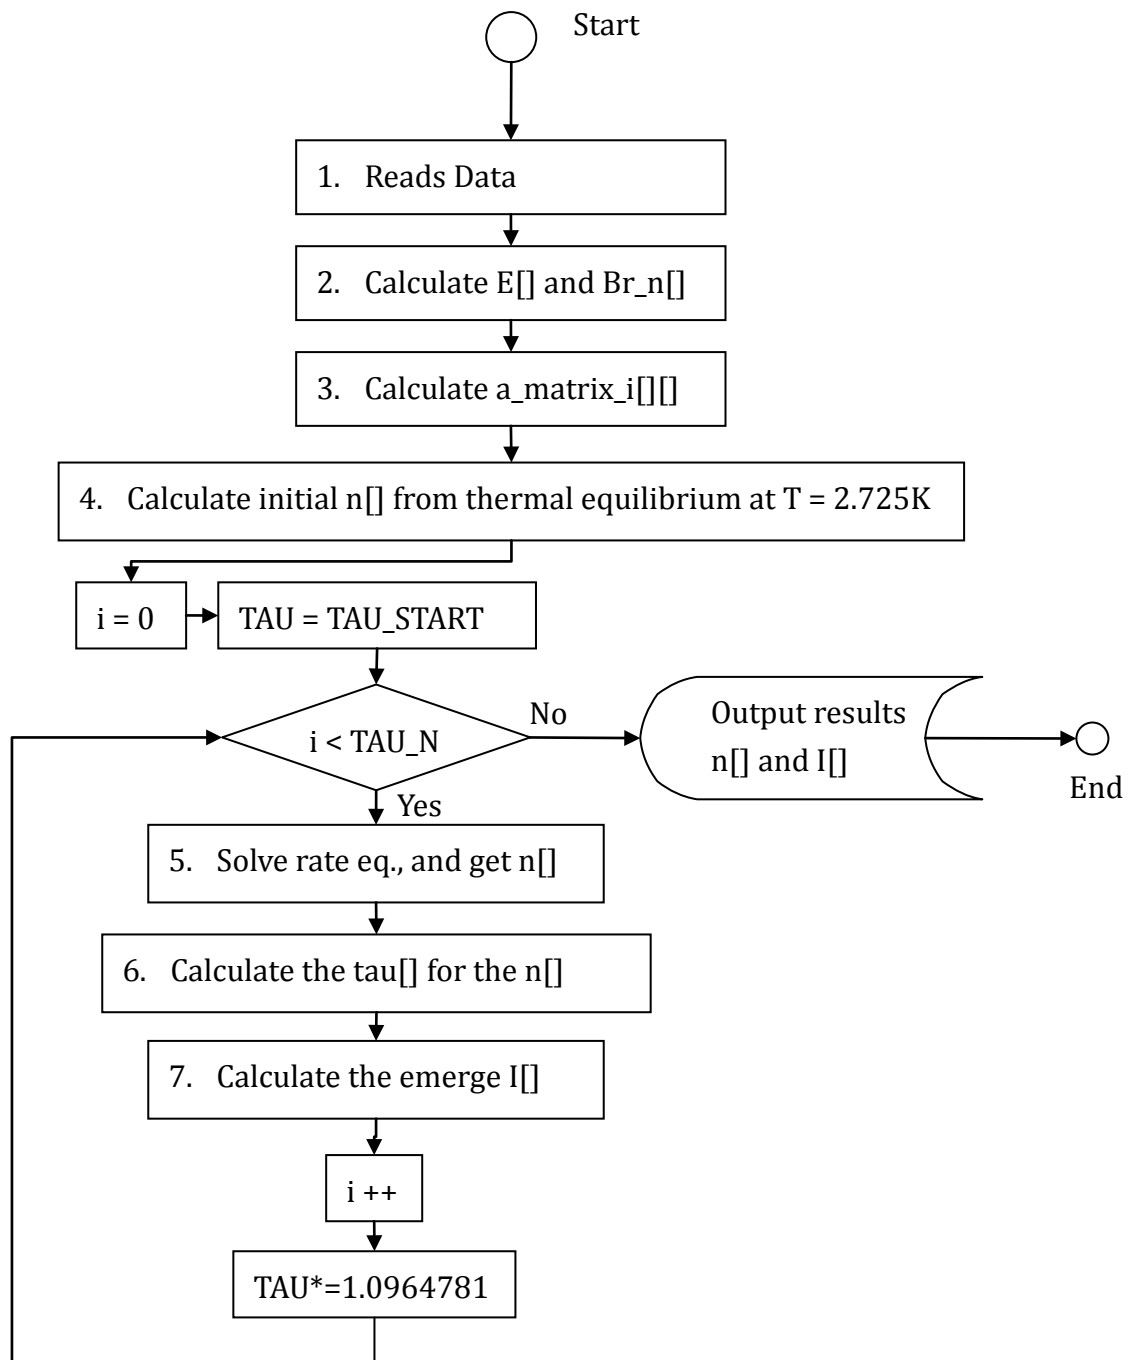 Start
1. Reads Data
2. Calculate E[] and Br_n[]
3. Calculate a_matrix_i[][]
4. Calculate initial n[] from thermal equilibrium at T = 2.725K
i = 0
TAU = TAU_START
i < TAU_N
No
Output results
n[] and I[]
End
Yes
5. Solve rate eq., and get n[]
6. Calculate the tau[] for the n[]
7. Calculate the emerge I[]
i ++
TAU*=1.0964781